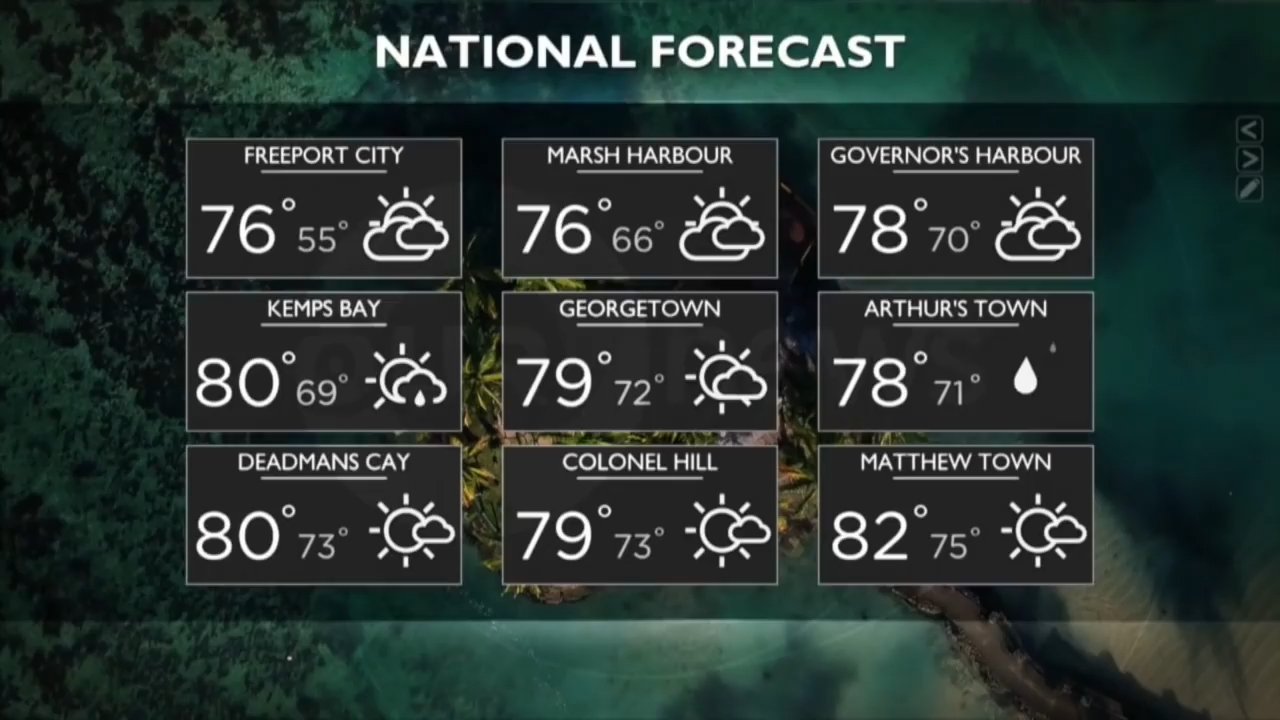 NATIONAL FORECAST
FREEPORT CITY
76° 55°
MARSH HARBOUR
76° 66°
GOVERNOR'S HARBOUR
78° 70°
KEMPS BAY
80° 69°
GEORGETOWN
79° 72°
ARTHUR'S TOWN
78° 71°
DEADMANS CAY
80° 73°
COLONEL HILL
79° 73°
MATTHEW TOWN
82° 75°